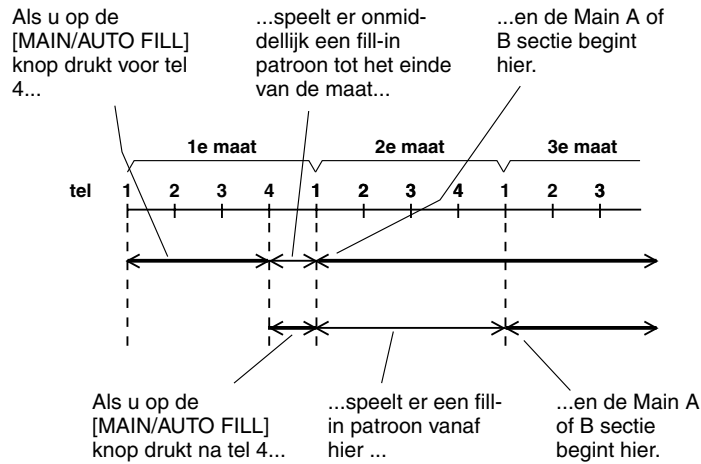 Als u op de
[MAIN/AUTO FILL]
knop drukt voor tel
4...
...speelt er onmid-
dellijk een fill-in
patroon tot het einde
van de maat...
...en de Main A of
B sectie begint
hier.
1e maat 2e maat 3e maat
tel 1 2 3 4 1 2 3 4 1 2 3
Als u op de
[MAIN/AUTO FILL]
knop drukt na tel 4...
...speelt er een fill-
in patroon vanaf
hier ...
...en de Main A
of B sectie
begint hier.